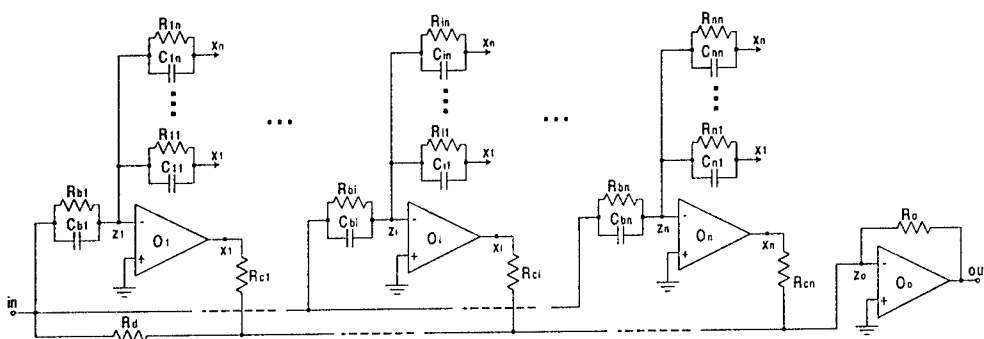 R1n
C1n
xn
Rin
Cin
xn
Rnn
Cnn
xn
R11
C11
x1
Ri1
Ci1
x1
Rn1
Cn1
x1
Rb1
Cb1
z1
-
+
O1
x1
Rc1
Rbi
Cbi
zi
-
+
Oi
xi
Rci
Rbn
Cbn
zn
-
+
On
xn
Rcn
Ro
zo
-
+
Oo
ou
in
Rd